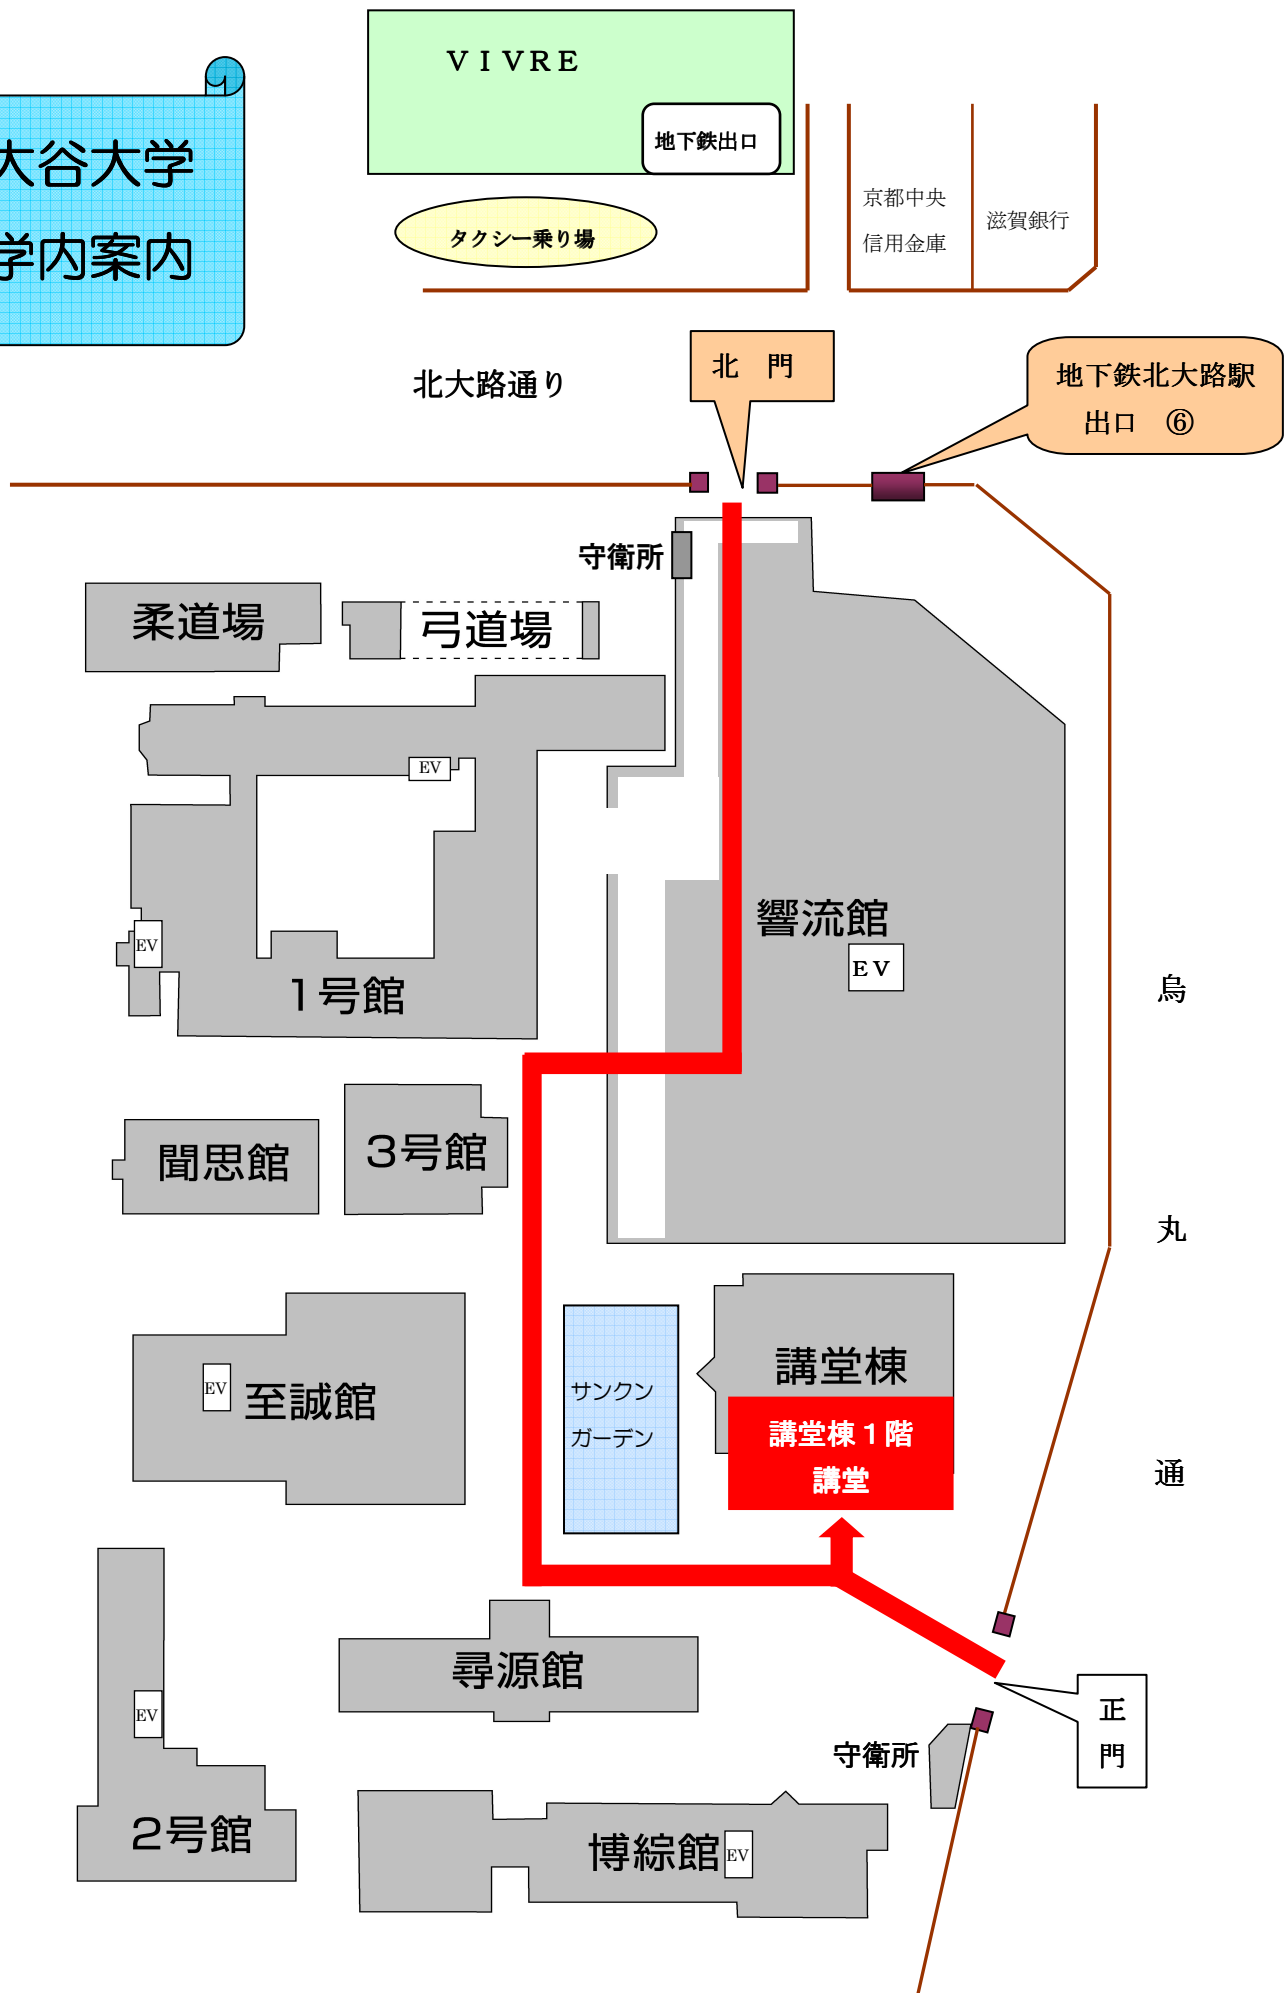 ＶＩＶＲＥ
地下鉄出口
大谷大学
学内案内
タクシー乗り場
京都中央
信用金庫
滋賀銀行
北大路通り
北　門
地下鉄北大路駅
出口　⑥
守衛所
柔道場
弓道場
EV
EV
１号館
響流館
ＥＶ
烏
丸
通
聞思館
３号館
EV
至誠館
サンクン
ガーデン
講堂棟
講堂棟１階
講堂
尋源館
EV
２号館
守衛所
正
門
博綜館
EV